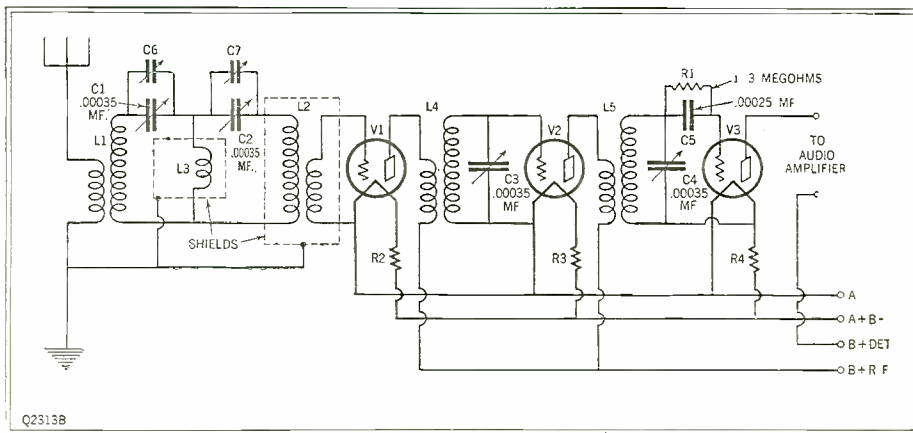 C6
C7
C1
.00035
MF.
L1
L2
C2
.00035
MF.
L3
SHIELDS
V1
R2
L4
C3
.00035
MF
V2
R3
L5
R1
3 MEGOHMS
.00025 MF
C5
C4
.00035
MF
V3
R4
TO
AUDIO
AMPLIFIER
A
A+B-
B+DET
B+RF
Q2313B